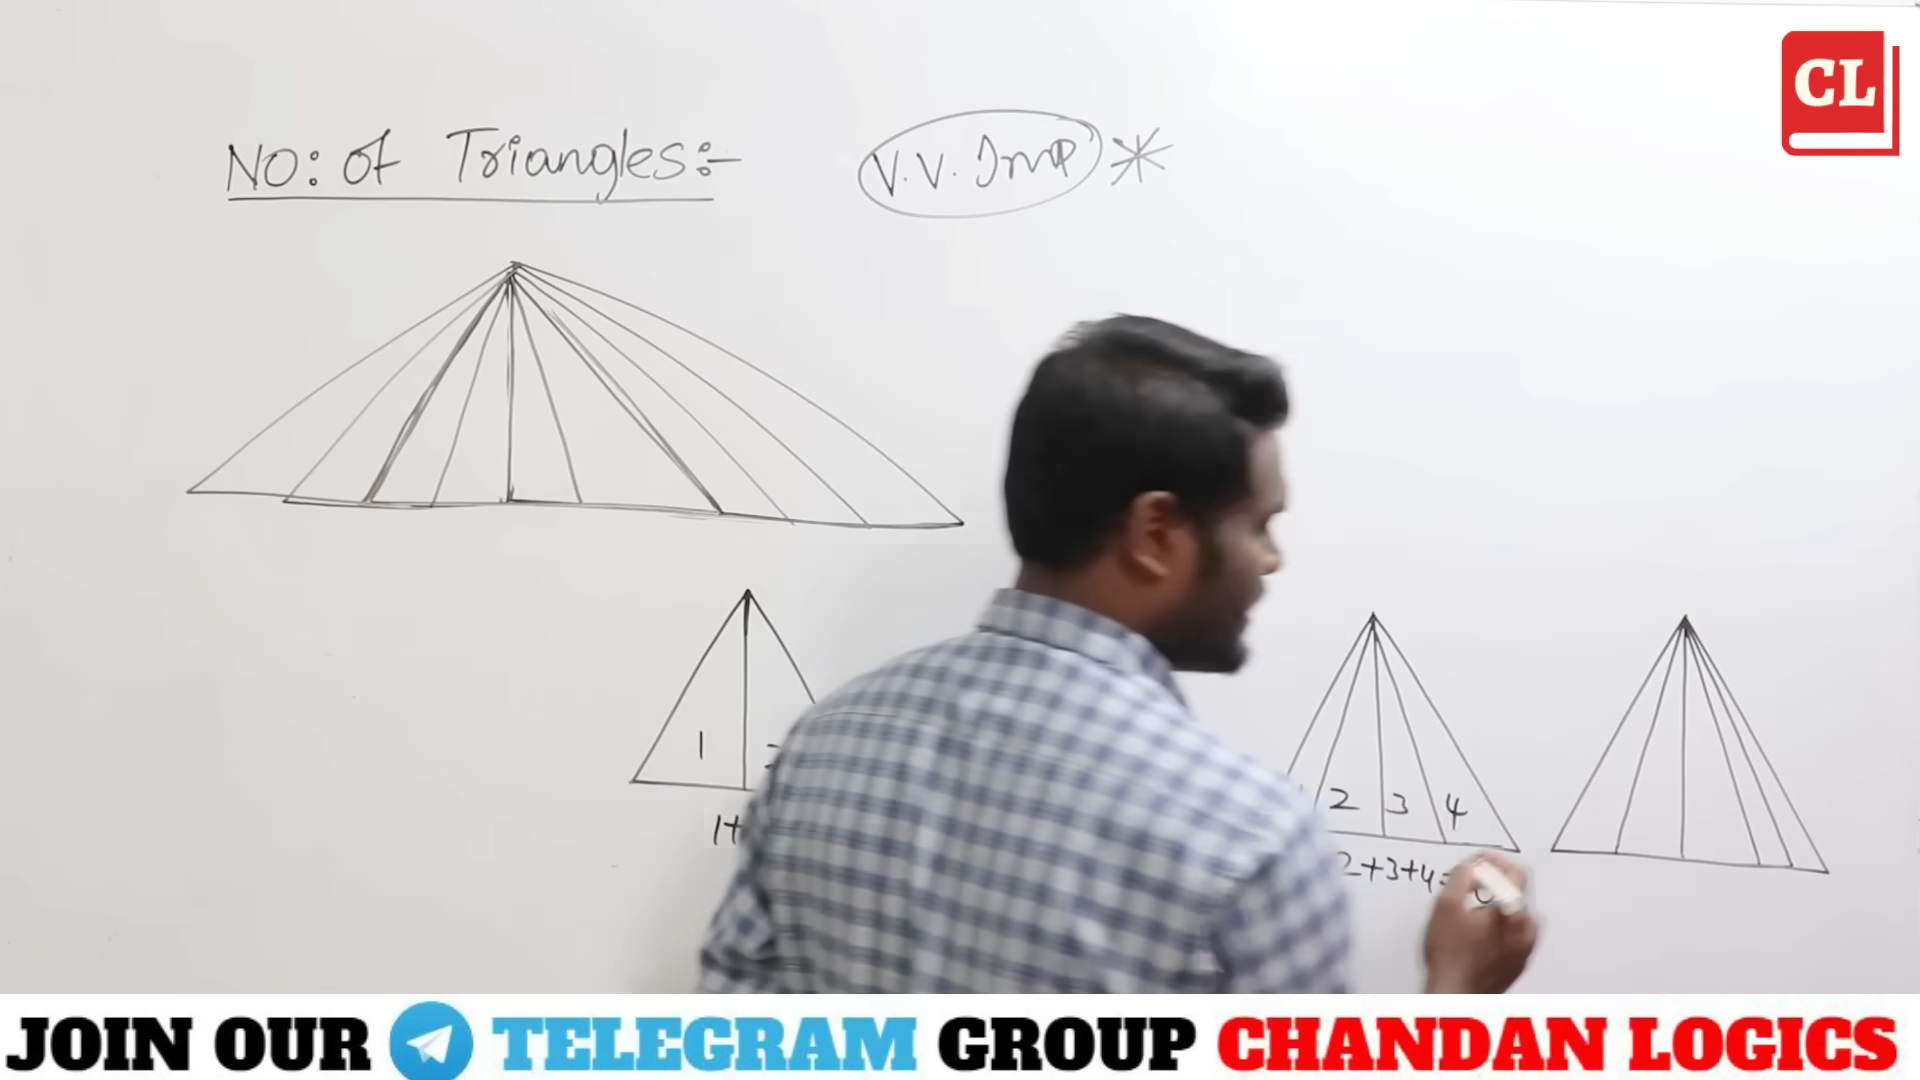 NO: of Triangles:-
V.V. Imp *
CL
1
1+
2 3 4
2+3+4=
JOIN OUR TELEGRAM GROUP CHANDAN LOGICS